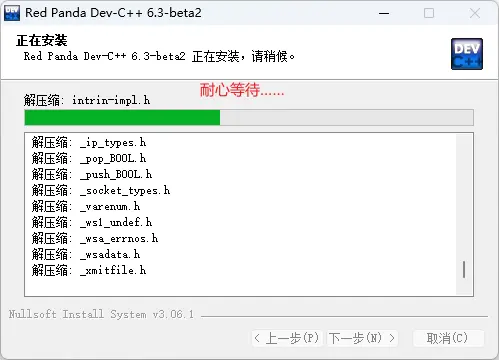 Red Panda Dev-C++ 6.3-beta2
正在安装
Red Panda Dev-C++ 6.3-beta2 正在安装，请稍候。
DEV
C++
耐心等待......
解压缩: intrin-impl.h
解压缩: _ip_types.h
解压缩: _pop_BOOL.h
解压缩: _push_BOOL.h
解压缩: _socket_types.h
解压缩: _varenum.h
解压缩: _ws1_undef.h
解压缩: _wsa_errnos.h
解压缩: _wsadata.h
解压缩: _xmitfile.h
Nullsoft Install System v3.06.1
< 上一步(P) 下一步(N) > 取消(C)